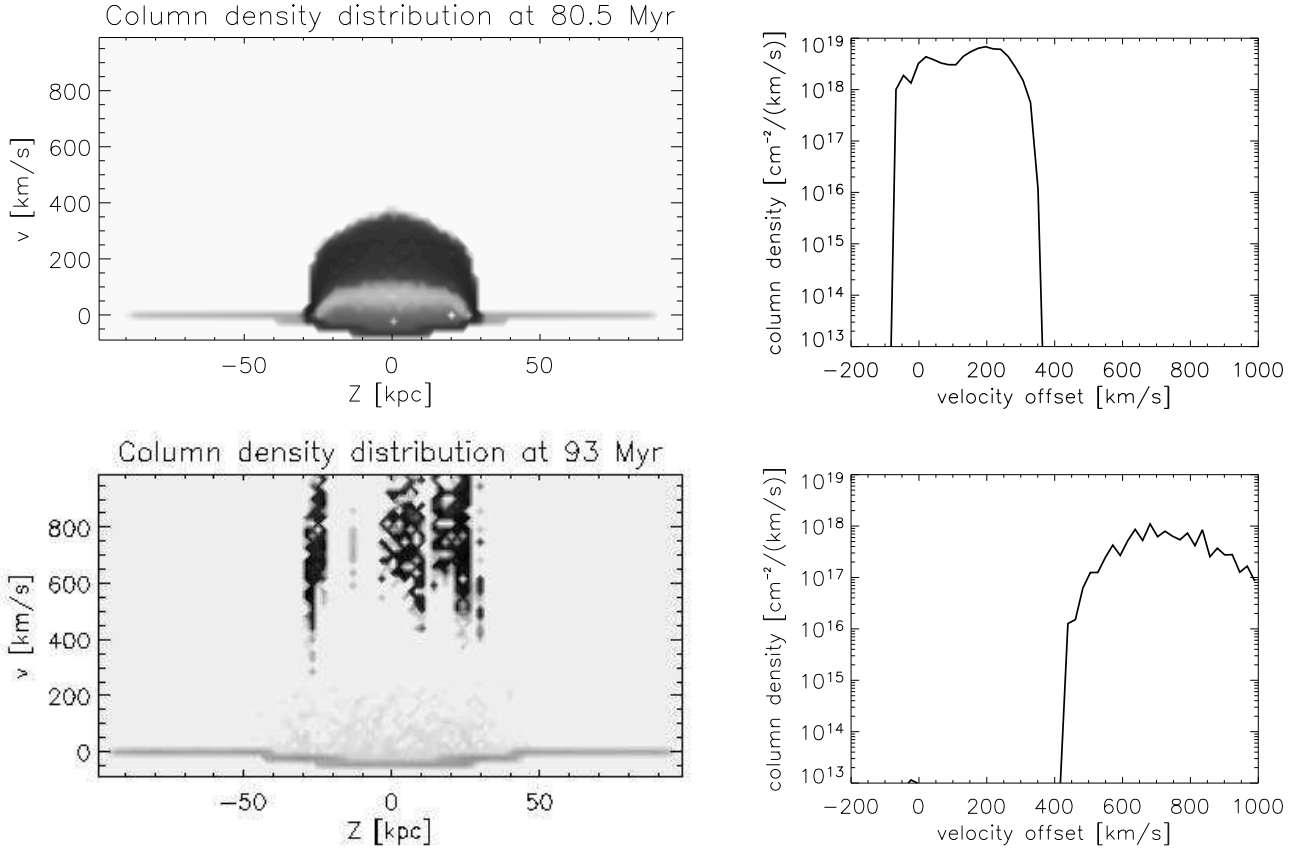 Column density distribution at 80.5 Myr
v [km/s]
800
600
400
200
0
−50 0 50
Z [kpc]
column density [cm⁻²/(km/s)]
10¹⁹
10¹⁸
10¹⁷
10¹⁶
10¹⁵
10¹⁴
10¹³
−200 0 200 400 600 800 1000
velocity offset [km/s]
Column density distribution at 93 Myr
v [km/s]
800
600
400
200
0
−50 0 50
Z [kpc]
column density [cm⁻²/(km/s)]
10¹⁹
10¹⁸
10¹⁷
10¹⁶
10¹⁵
10¹⁴
10¹³
−200 0 200 400 600 800 1000
velocity offset [km/s]